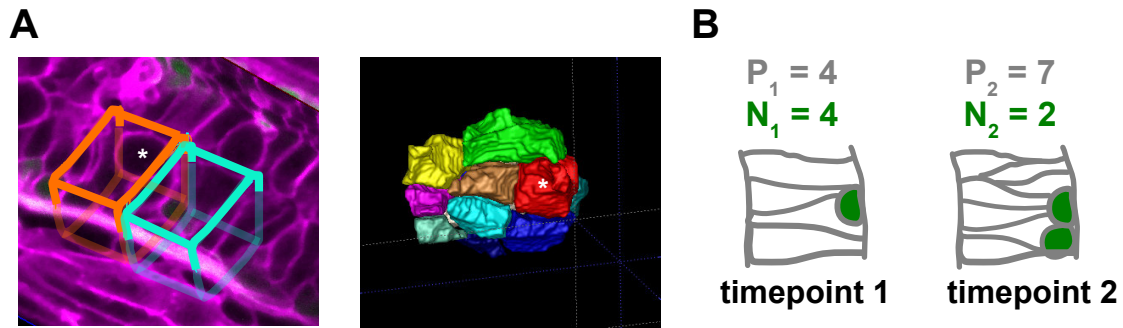 A
B
P₁ = 4
N₁ = 4
P₂ = 7
N₂ = 2
*
*
timepoint 1
timepoint 2